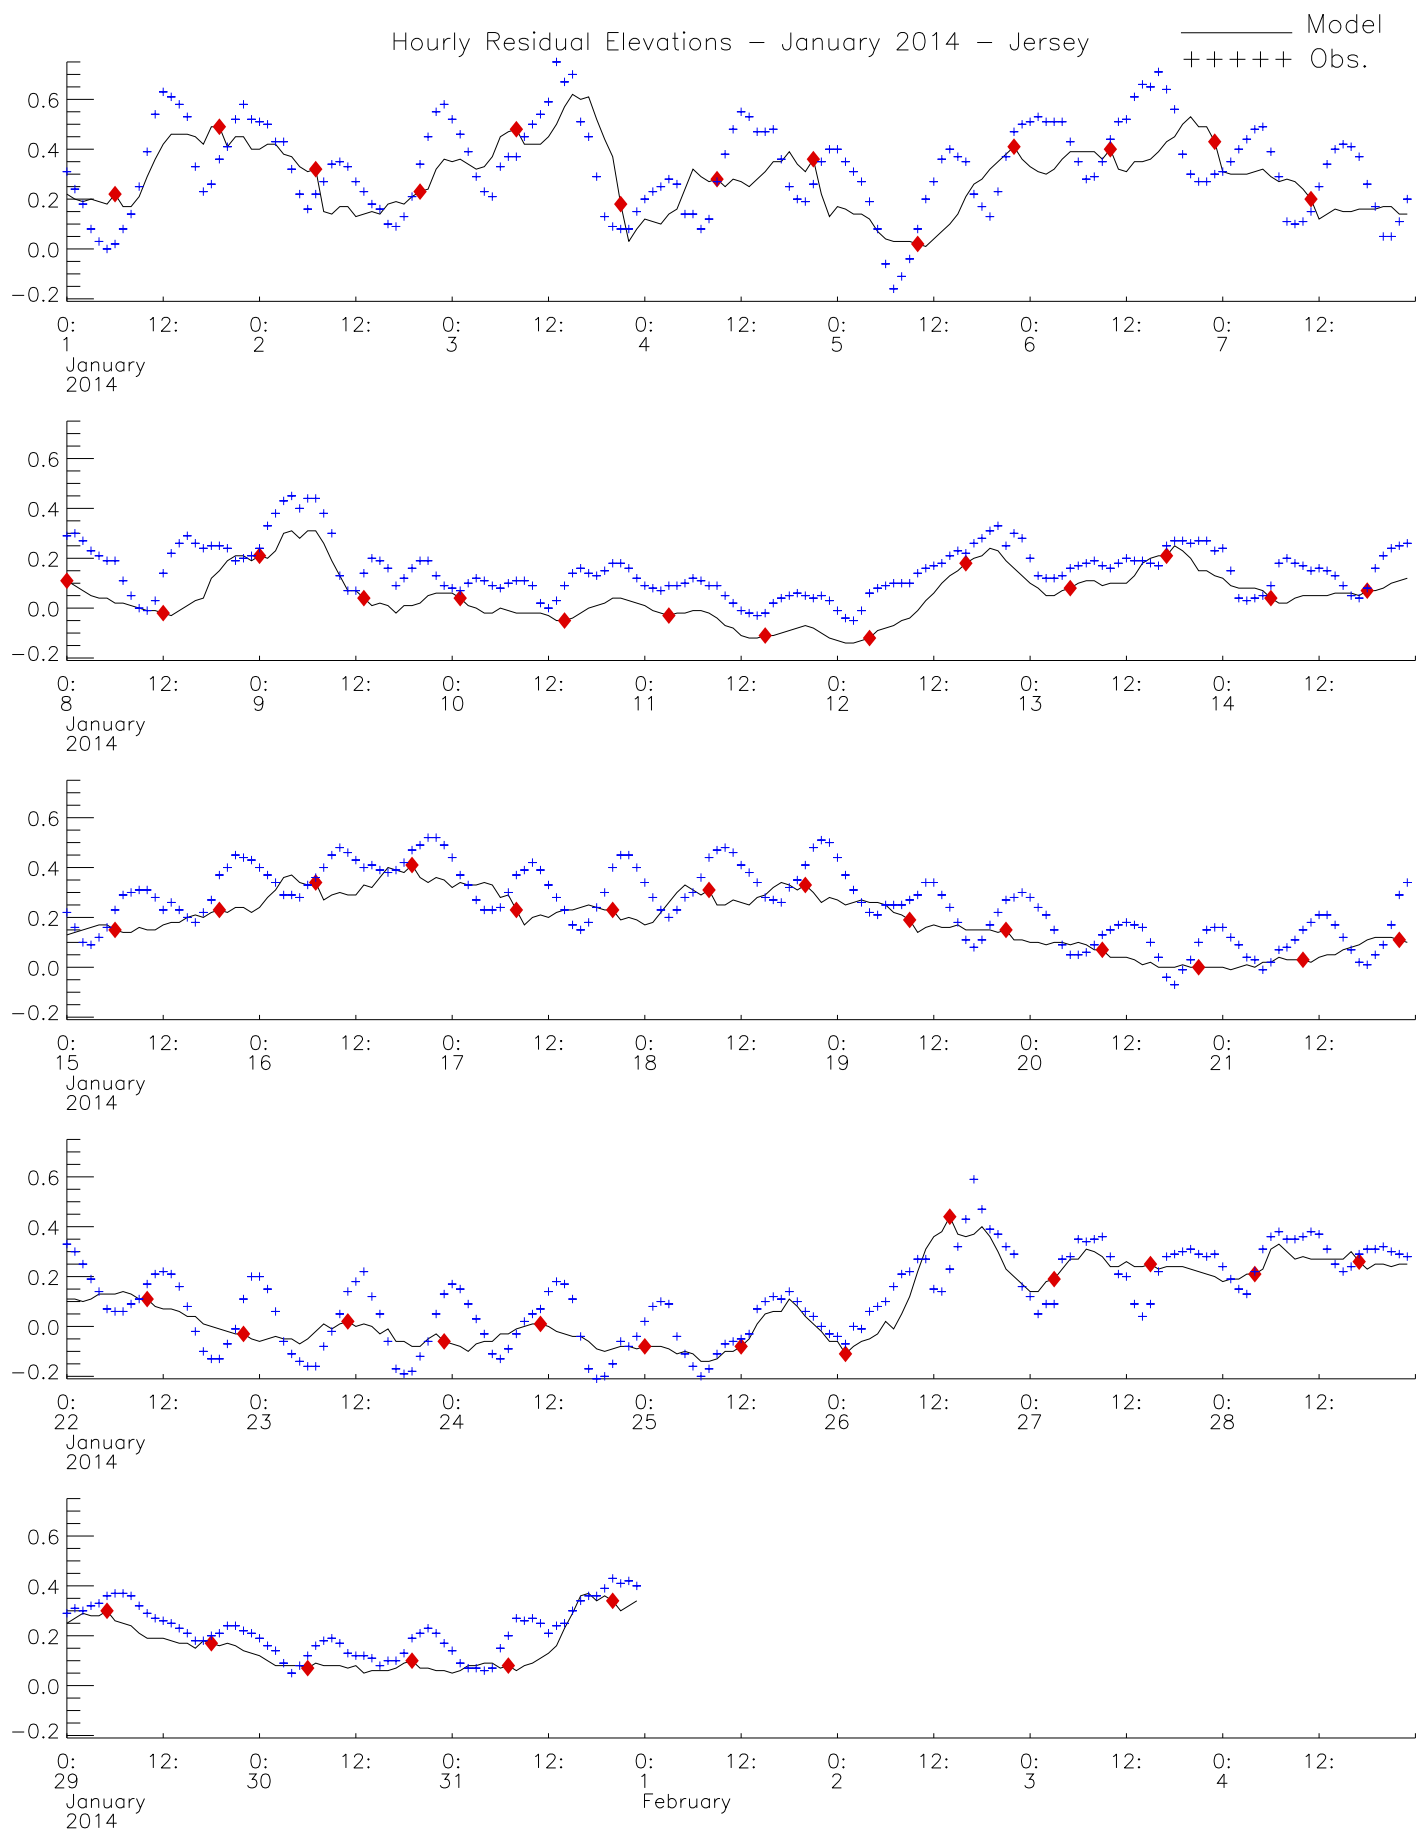 Hourly Residual Elevations − January 2014 − Jersey
Model
+++++ Obs.
0.6
0.4
0.2
0.0
−0.2
0: 12: 0: 12: 0: 12: 0: 12: 0: 12: 0: 12: 0: 12:
1 2 3 4 5 6 7
January
2014
0.6
0.4
0.2
0.0
−0.2
0: 12: 0: 12: 0: 12: 0: 12: 0: 12: 0: 12: 0: 12:
8 9 10 11 12 13 14
January
2014
0.6
0.4
0.2
0.0
−0.2
0: 12: 0: 12: 0: 12: 0: 12: 0: 12: 0: 12: 0: 12:
15 16 17 18 19 20 21
January
2014
0.6
0.4
0.2
0.0
−0.2
0: 12: 0: 12: 0: 12: 0: 12: 0: 12: 0: 12: 0: 12:
22 23 24 25 26 27 28
January
2014
0.6
0.4
0.2
0.0
−0.2
0: 12: 0: 12: 0: 12: 0: 12: 0: 12: 0: 12: 0: 12:
29 30 31 1 2 3 4
January February
2014